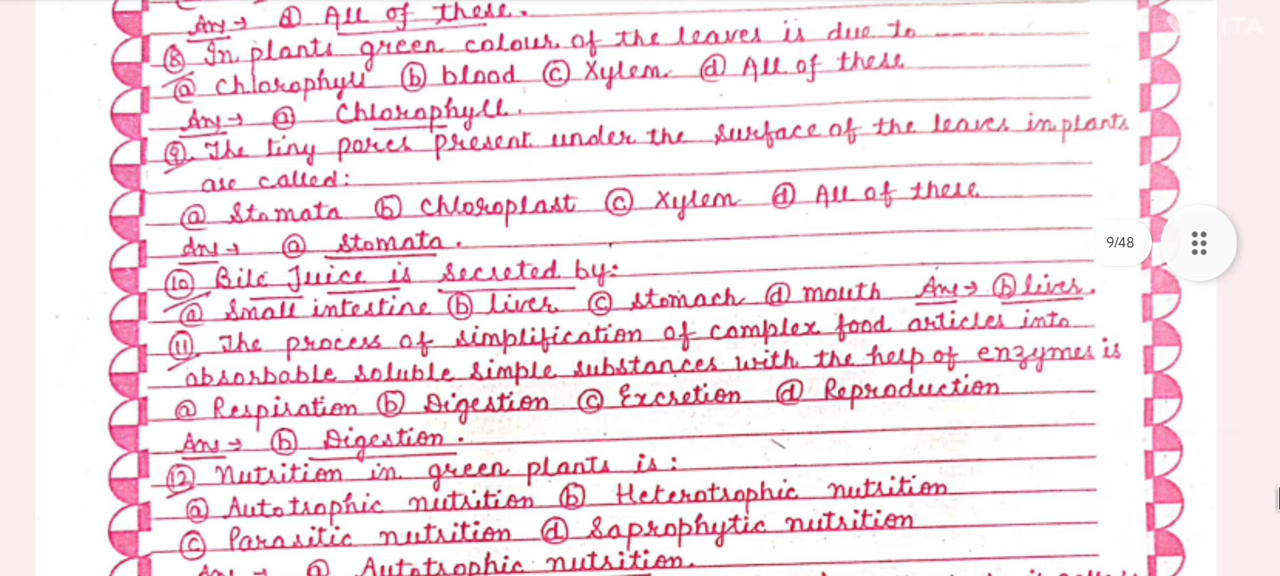 Ans → ⓓ All of these.
⑧ In plants green colour of the leaves is due to -----
ⓐ Chlorophyll ⓑ blood ⓒ Xylem ⓓ All of these
Ans → ⓐ Chlorophyll.
⑨. The tiny pores present under the surface of the leaves in plants
are called:
ⓐ Stomata ⓑ Chloroplast ⓒ Xylem ⓓ All of these
Ans → ⓐ Stomata.
⑩ Bile Juice is secreted by:
ⓐ Small intestine ⓑ liver ⓒ stomach ⓓ mouth Ans → ⓑ liver.
9/48
⑪. The process of simplification of complex food articles into
absorbable soluble simple substances with the help of enzymes is
ⓐ Respiration ⓑ Digestion ⓒ Excretion ⓓ Reproduction
Ans → ⓑ Digestion.
⑫ Nutrition in green plants is:
ⓐ Autotrophic nutrition ⓑ Heterotrophic nutrition
ⓒ Parasitic nutrition ⓓ Saprophytic nutrition
Ans → ⓐ Autotrophic nutrition.